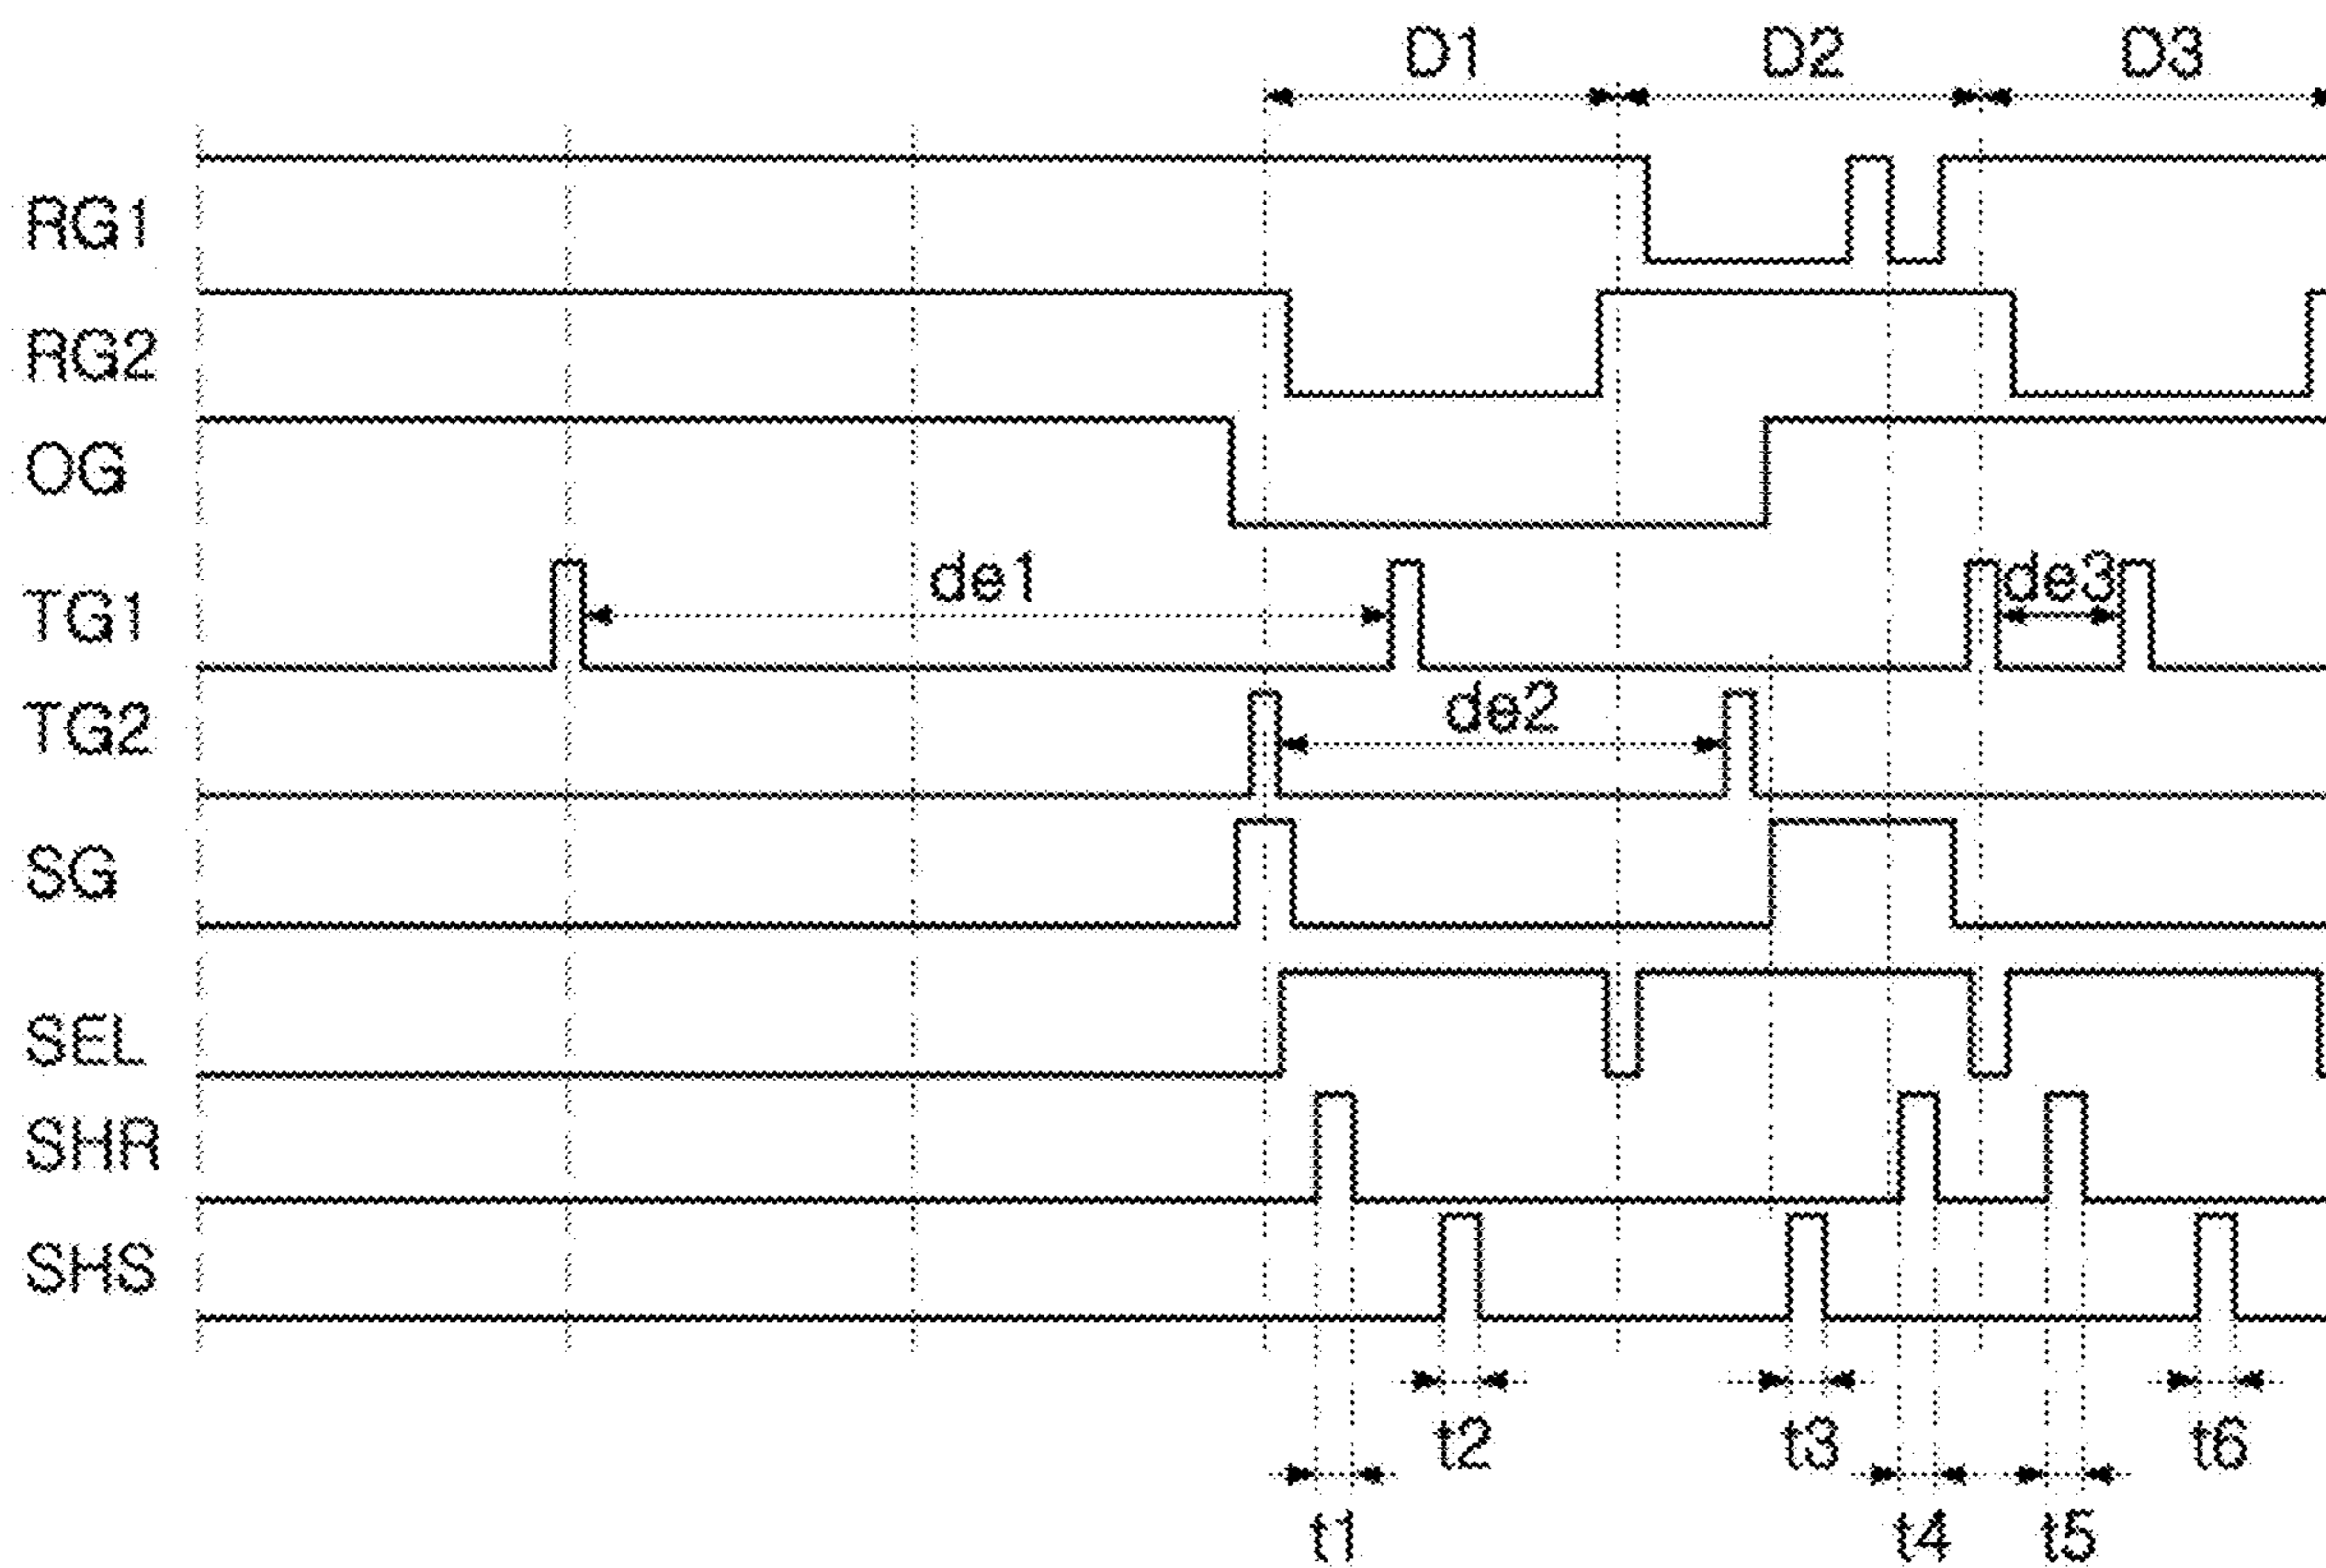 D1 D2 D3
RG1
RG2
OG
TG1 de1 de3
TG2 de2
SG
SEL
SHR
SHS
t2 t3 t6
t1 t4 t5